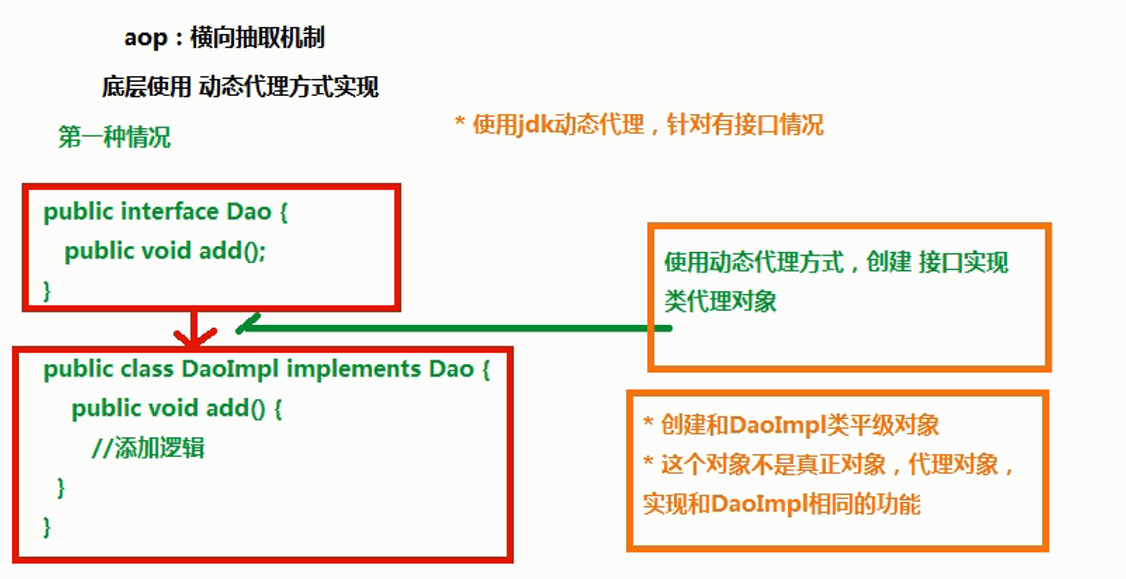 aop：横向抽取机制
底层使用 动态代理方式实现
第一种情况
* 使用jdk动态代理，针对有接口情况
public interface Dao {
public void add();
}
使用动态代理方式，创建 接口实现
类代理对象
public class DaoImpl implements Dao {
public void add() {
//添加逻辑
}
}
* 创建和DaoImpl类平级对象
* 这个对象不是真正对象，代理对象，
实现和DaoImpl相同的功能